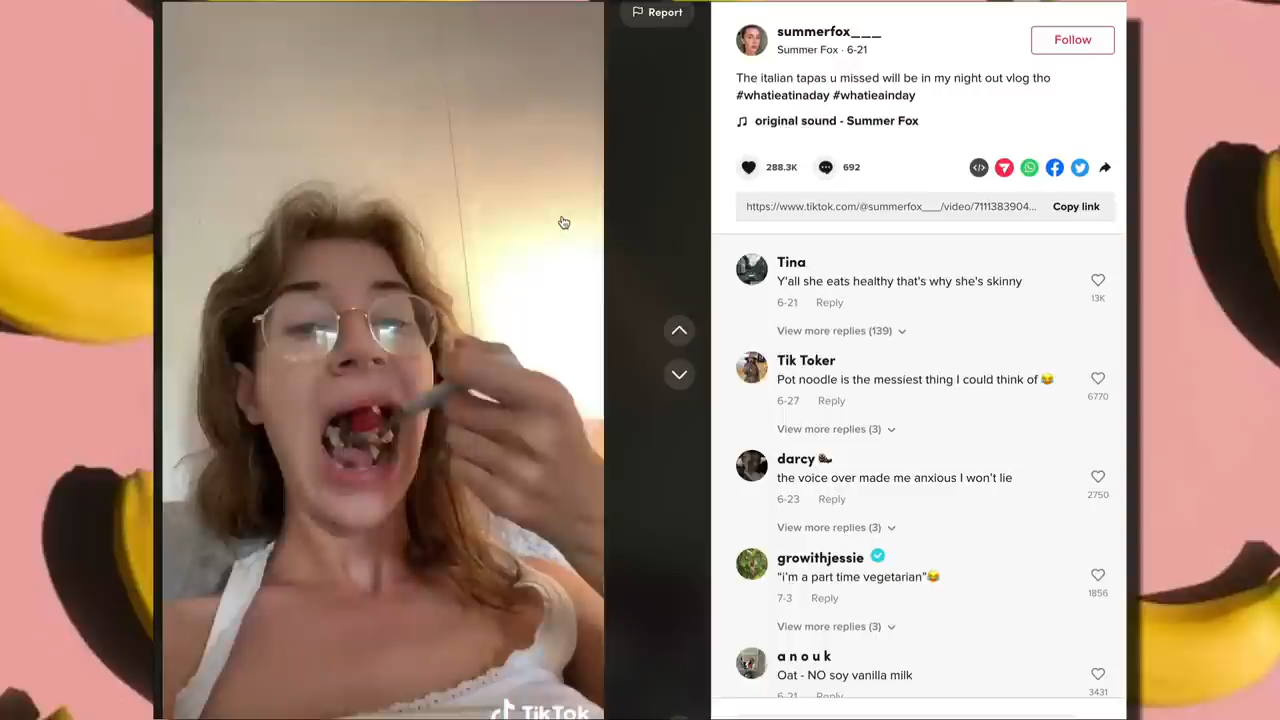 Report
summerfox___
Summer Fox · 6-21
Follow
The italian tapas u missed will be in my night out vlog tho
#whatieatinaday #whatieainday
original sound - Summer Fox
288.3K
692
https://www.tiktok.com/@summerfox___/video/7111383904...
Copy link
Tina
Y'all she eats healthy that's why she's skinny
6-21 Reply
13K
View more replies (139)
Tik Toker
Pot noodle is the messiest thing I could think of 😂
6-27 Reply
6770
View more replies (3)
darcy
the voice over made me anxious I won't lie
6-23 Reply
2750
View more replies (3)
growithjessie
"i'm a part time vegetarian"😂
7-3 Reply
1856
View more replies (3)
a n o u k
Oat - NO soy vanilla milk
6-21 Reply
3431
TikTok